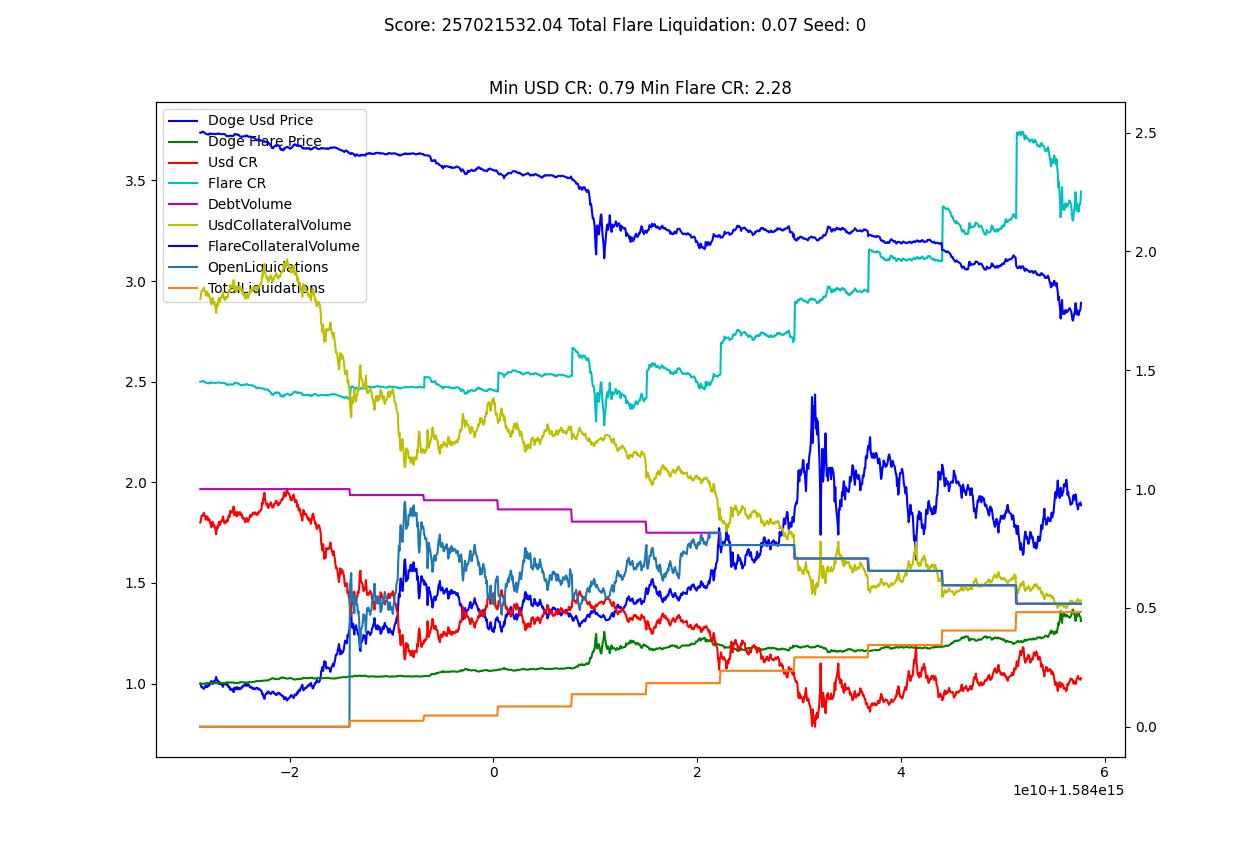 Score: 257021532.04 Total Flare Liquidation: 0.07 Seed: 0
Min USD CR: 0.79 Min Flare CR: 2.28
Doge Usd Price
Doge Flare Price
Usd CR
Flare CR
DebtVolume
UsdCollateralVolume
FlareCollateralVolume
OpenLiquidations
TotalLiquidations
3.5
3.0
2.5
2.0
1.5
1.0
2.5
2.0
1.5
1.0
0.5
0.0
−2
0
2
4
6
1e10+1.584e15